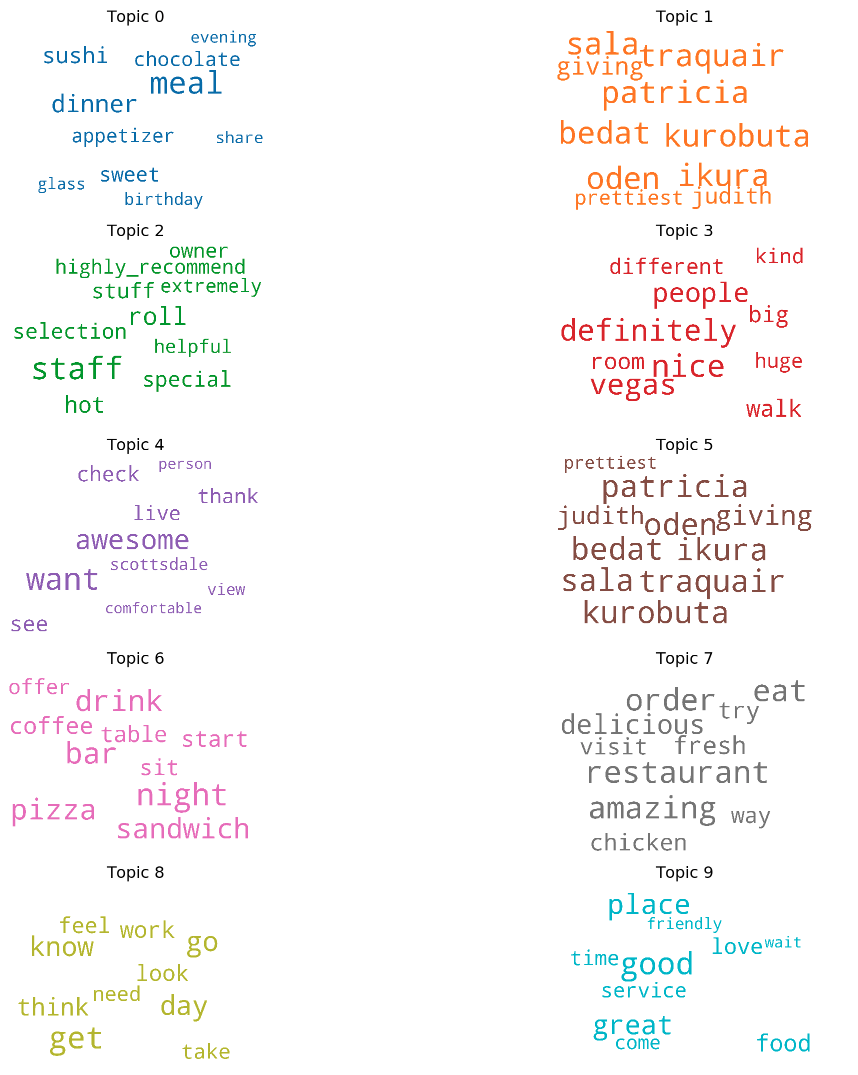 Topic 0
evening
sushi chocolate
meal
dinner
appetizer share
sweet
glass
birthday
Topic 1
sala traquair
giving
patricia
bedat kurobuta
oden ikura
prettiest judith
Topic 2
owner
highly_recommend
stuff extremely
roll
selection
helpful
staff special
hot
Topic 3
kind
different
people
big
definitely
room nice huge
vegas
walk
Topic 4
person
check
thank
live
awesome
scottsdale
want view
comfortable
see
Topic 5
prettiest
patricia
judith oden giving
bedat ikura
sala traquair
kurobuta
Topic 6
offer drink
coffee table start
bar
sit
night
pizza
sandwich
Topic 7
order try eat
delicious
visit fresh
restaurant
amazing way
chicken
Topic 8
feel work
know go
look
need
think day
get
take
Topic 9
place
friendly
love wait
time good
service
great
come food